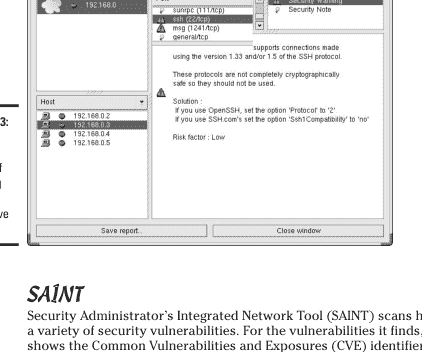 192.168.0
sunrpc (111/tcp)
ssh (22/tcp)
msg (1241/tcp)
general/tcp
Security Warning
Security Note
supports connections made
using the version 1.33 and/or 1.5 of the SSH protocol.
These protocols are not completely cryptographically
safe so they should not be used.
Solution :
If you use OpenSSH, set the option 'Protocol' to '2'
If you use SSH.com's set the option 'Ssh1Compatibility' to 'no'
Risk factor : Low
Host
192.168.0.2
192.168.0.3
192.168.0.4
192.168.0.5
3:
f
ve
Save report...
Close window
SAINT
Security Administrator's Integrated Network Tool (SAINT) scans h
a variety of security vulnerabilities. For the vulnerabilities it finds,
shows the Common Vulnerabilities and Exposures (CVE) identifier